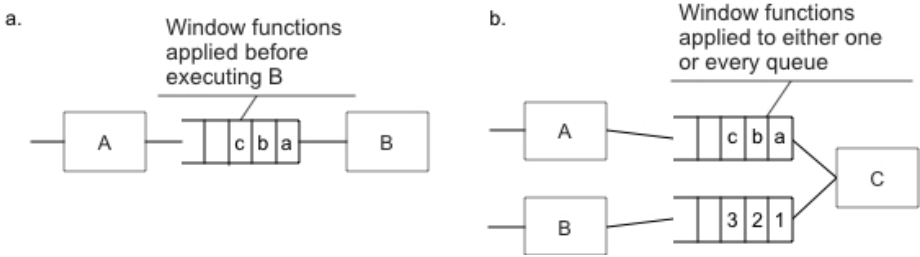 a.
Window functions
applied before
executing B
A
c b a
B
b.
Window functions
applied to either one
or every queue
A
c b a
C
B
3 2 1